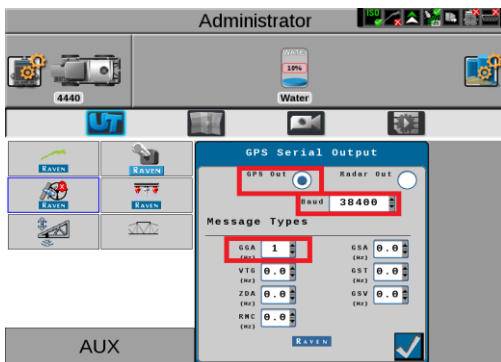 Administrator
ISO
WATER
10%
4440
Water
UT
GPS Serial Output
RAVEN
RAVEN
GPS Out
Radar Out
Baud 38400
RAVEN
RAVEN
Message Types
GGA 1 GSA 0.0
(Hz) (Hz)
VTG 0.0 GST 0.0
(Hz) (Hz)
ZDA 0.0 GSV 0.0
(Hz) (Hz)
RMC 0.0
(Hz)
RAVEN
AUX